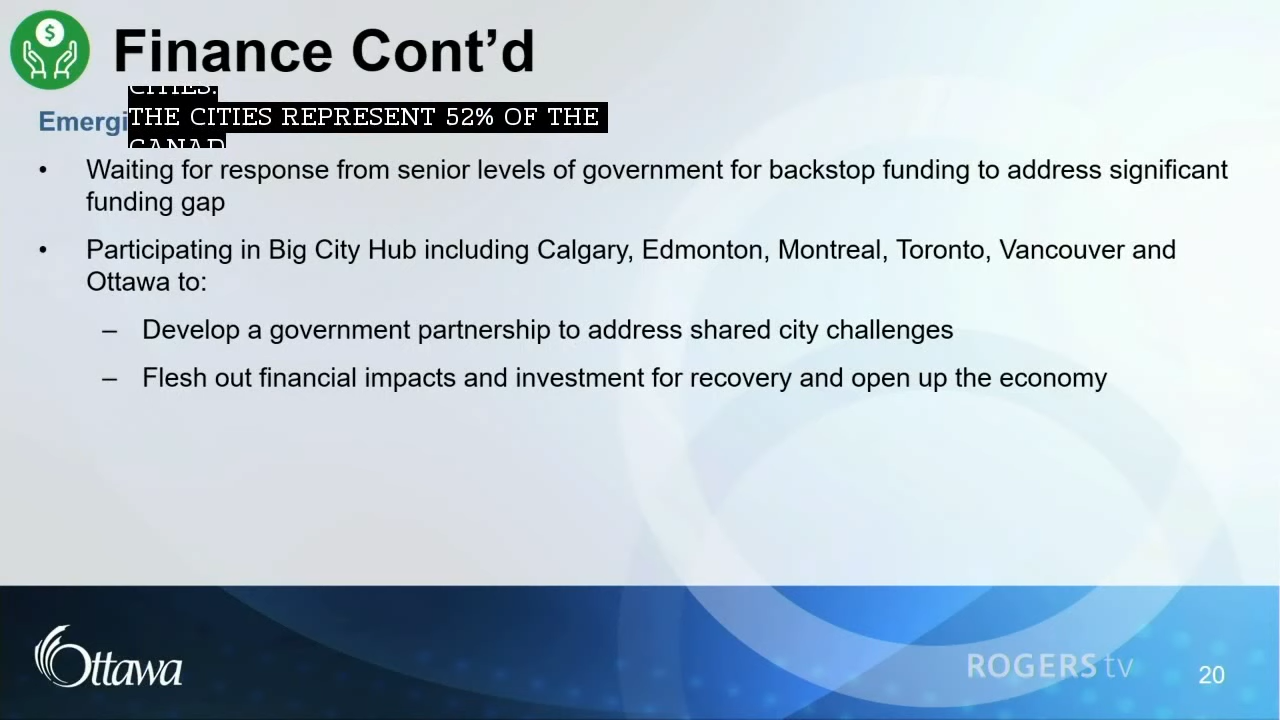 $
Finance Cont’d
CITIES.
THE CITIES REPRESENT 52% OF THE
CANAD
• Waiting for response from senior levels of government for backstop funding to address significant
funding gap
• Participating in Big City Hub including Calgary, Edmonton, Montreal, Toronto, Vancouver and
Ottawa to:
– Develop a government partnership to address shared city challenges
– Flesh out financial impacts and investment for recovery and open up the economy
Ottawa
ROGERS tv
20